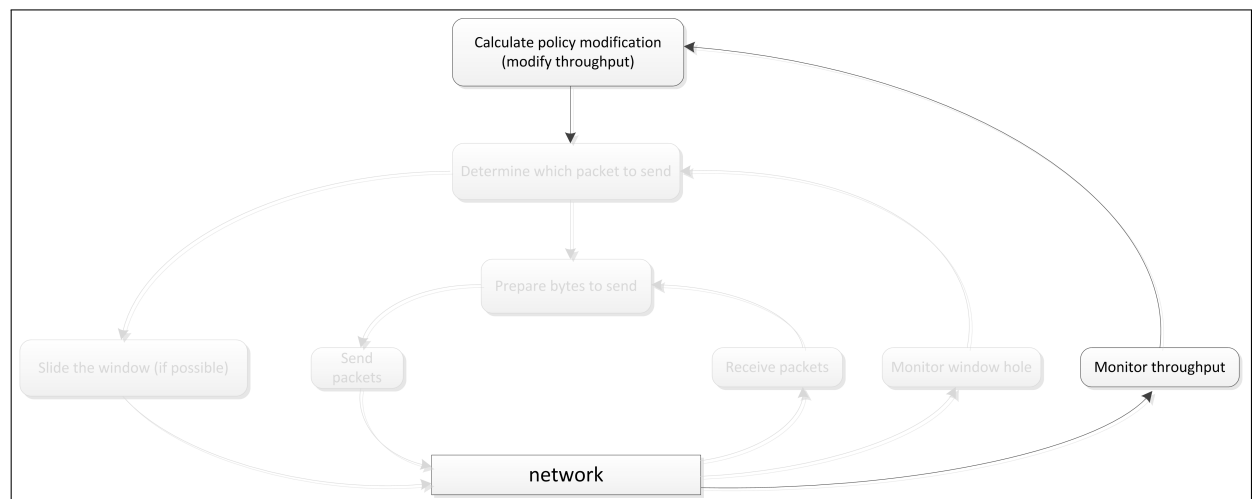 Calculate policy modification
(modify throughput)
Determine which packet to send
Prepare bytes to send
Slide the window (if possible)
Send
packets
Receive packets
Monitor window hole
Monitor throughput
network